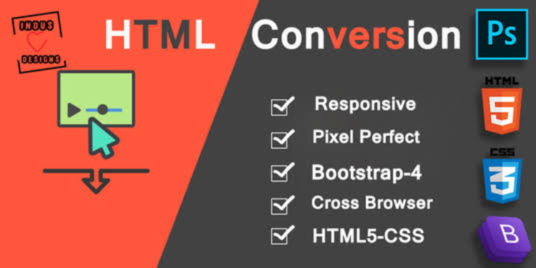 INDUS
DESIGNS
HTML Conversion
Ps
Responsive
Pixel Perfect
Bootstrap-4
Cross Browser
HTML5-CSS
HTML
5
CSS
3
B